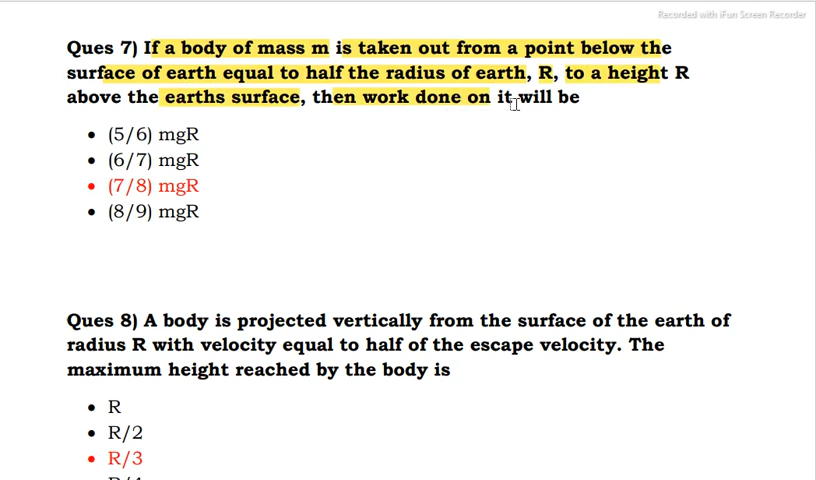 Recorded with iFun Screen Recorder
Ques 7) If a body of mass m is taken out from a point below the
surface of earth equal to half the radius of earth, R, to a height R
above the earths surface, then work done on it will be
• (5/6) mgR
• (6/7) mgR
• (7/8) mgR
• (8/9) mgR
Ques 8) A body is projected vertically from the surface of the earth of
radius R with velocity equal to half of the escape velocity. The
maximum height reached by the body is
• R
• R/2
• R/3